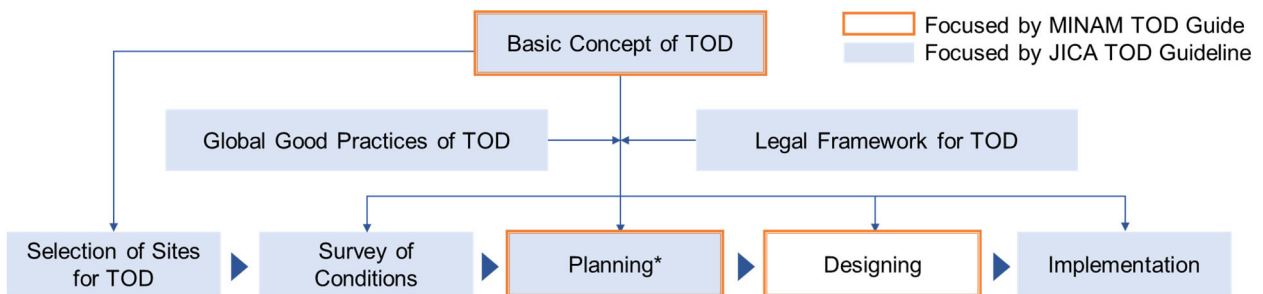 Basic Concept of TOD
Focused by MINAM TOD Guide
Focused by JICA TOD Guideline
Global Good Practices of TOD
Legal Framework for TOD
Selection of Sites
for TOD
Survey of
Conditions
Planning*
Designing
Implementation